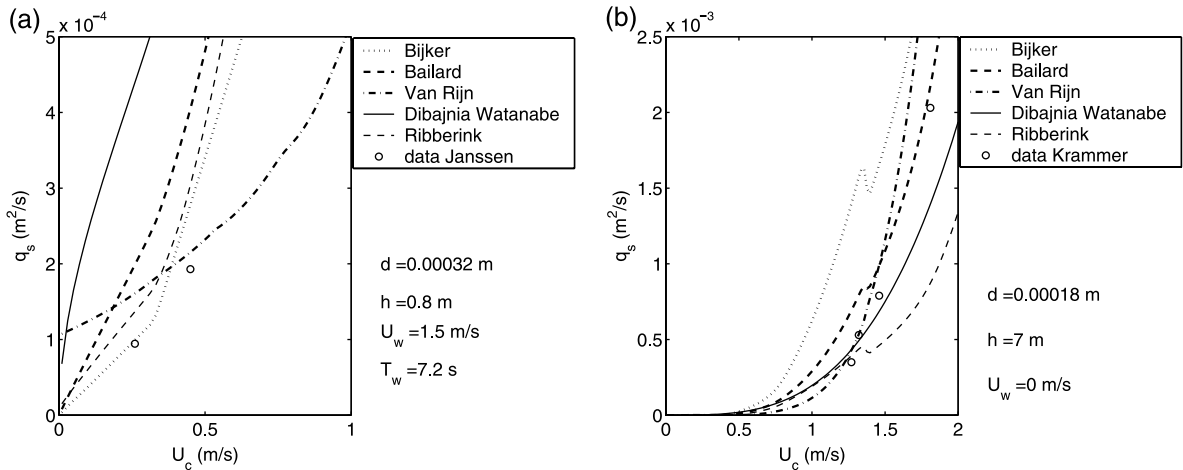 (a)
x 10⁻⁴
5
4
3
2
1
0
0 0.5 1
q_s (m²/s)
U_c (m/s)
Bijker
Bailard
Van Rijn
Dibajnia Watanabe
Ribberink
data Janssen
d =0.00032 m
h =0.8 m
U_w =1.5 m/s
T_w =7.2 s
(b)
x 10⁻³
2.5
2
1.5
1
0.5
0
0 0.5 1 1.5 2
q_s (m²/s)
U_c (m/s)
Bijker
Bailard
Van Rijn
Dibajnia Watanabe
Ribberink
data Krammer
d =0.00018 m
h =7 m
U_w =0 m/s